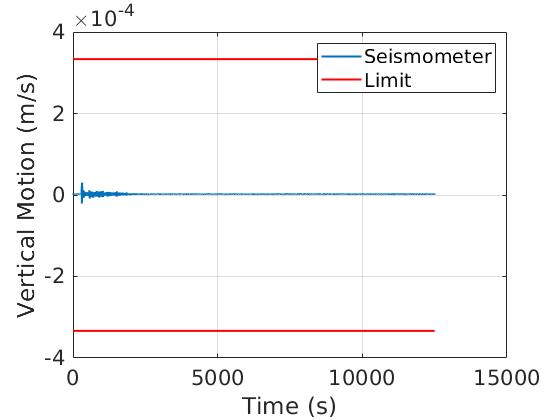 ×10⁻⁴
4
2
0
-2
-4
Vertical Motion (m/s)
Seismometer
Limit
0 5000 10000 15000
Time (s)